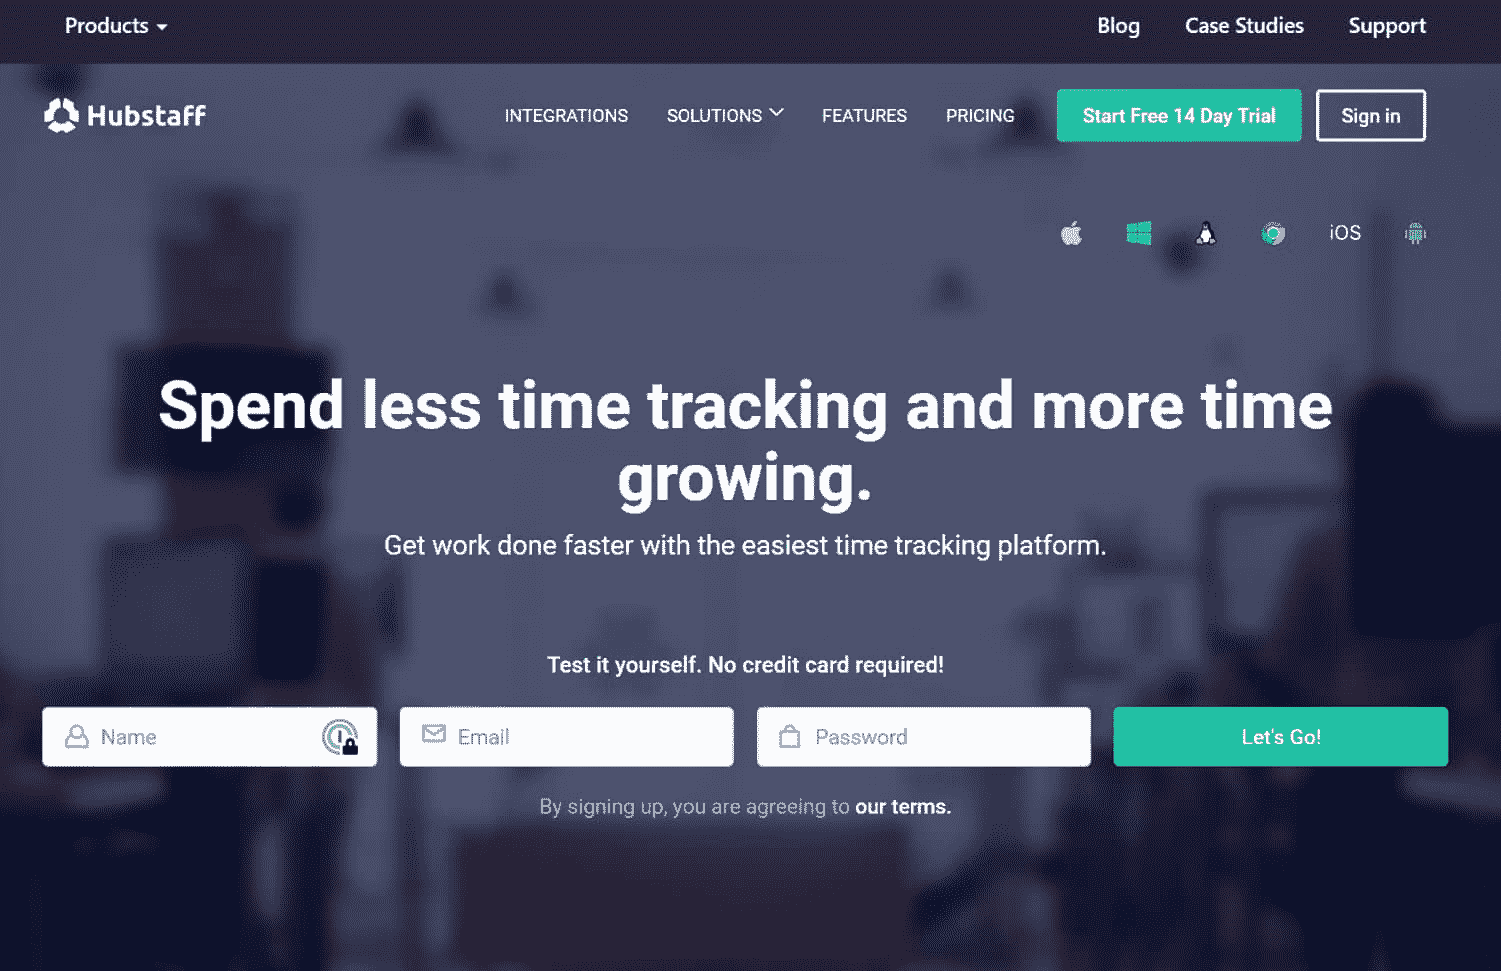 Products
Blog
Case Studies
Support
Hubstaff
INTEGRATIONS
SOLUTIONS
FEATURES
PRICING
Start Free 14 Day Trial
Sign in
iOS
Spend less time tracking and more time
growing.
Get work done faster with the easiest time tracking platform.
Test it yourself. No credit card required!
Name
Email
Password
Let's Go!
By signing up, you are agreeing to our terms.